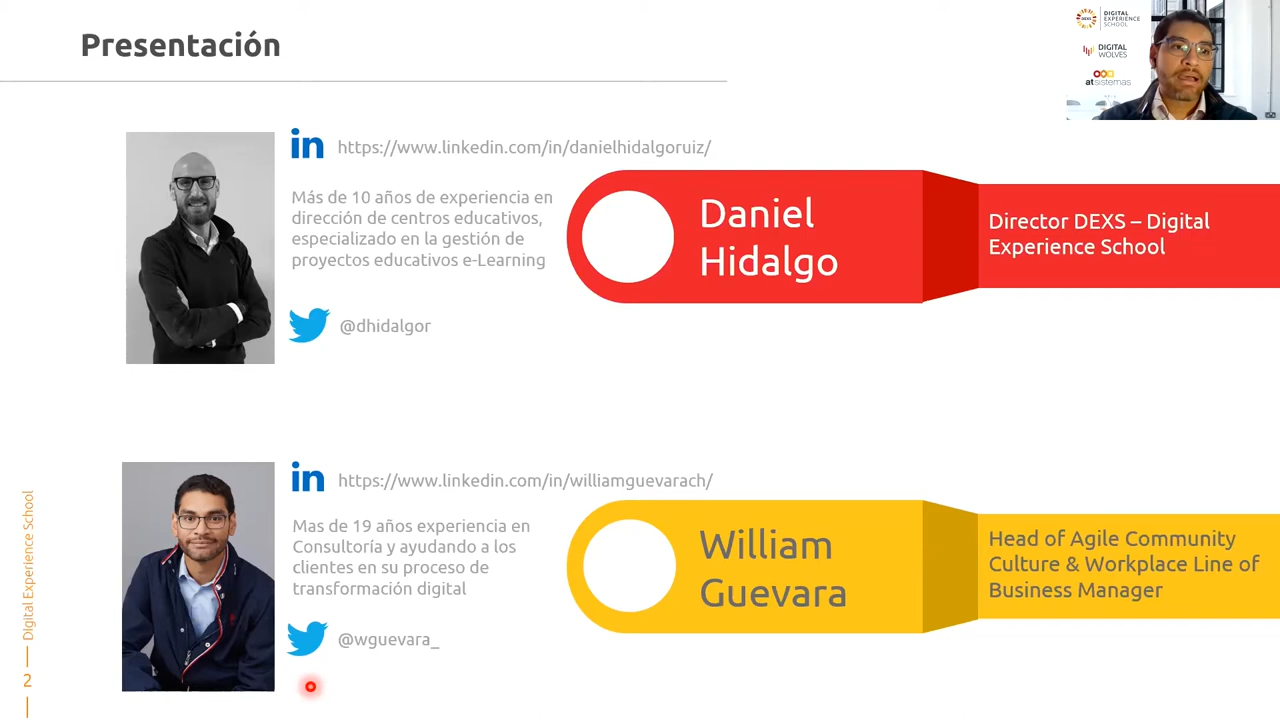 Presentación
DIGITAL
EXPERIENCE
SCHOOL
DEXS
DIGITAL
WOLVES
atsistemas
in https://www.linkedin.com/in/danielhidalgoruiz/
Más de 10 años de experiencia en
dirección de centros educativos,
especializado en la gestión de
proyectos educativos e-Learning
@dhidalgor
Daniel
Hidalgo
Director DEXS – Digital
Experience School
in https://www.linkedin.com/in/williamguevarach/
Mas de 19 años experiencia en
Consultoría y ayudando a los
clientes en su proceso de
transformación digital
@wguevara_
William
Guevara
Head of Agile Community
Culture & Workplace Line of
Business Manager
Digital Experience School
2